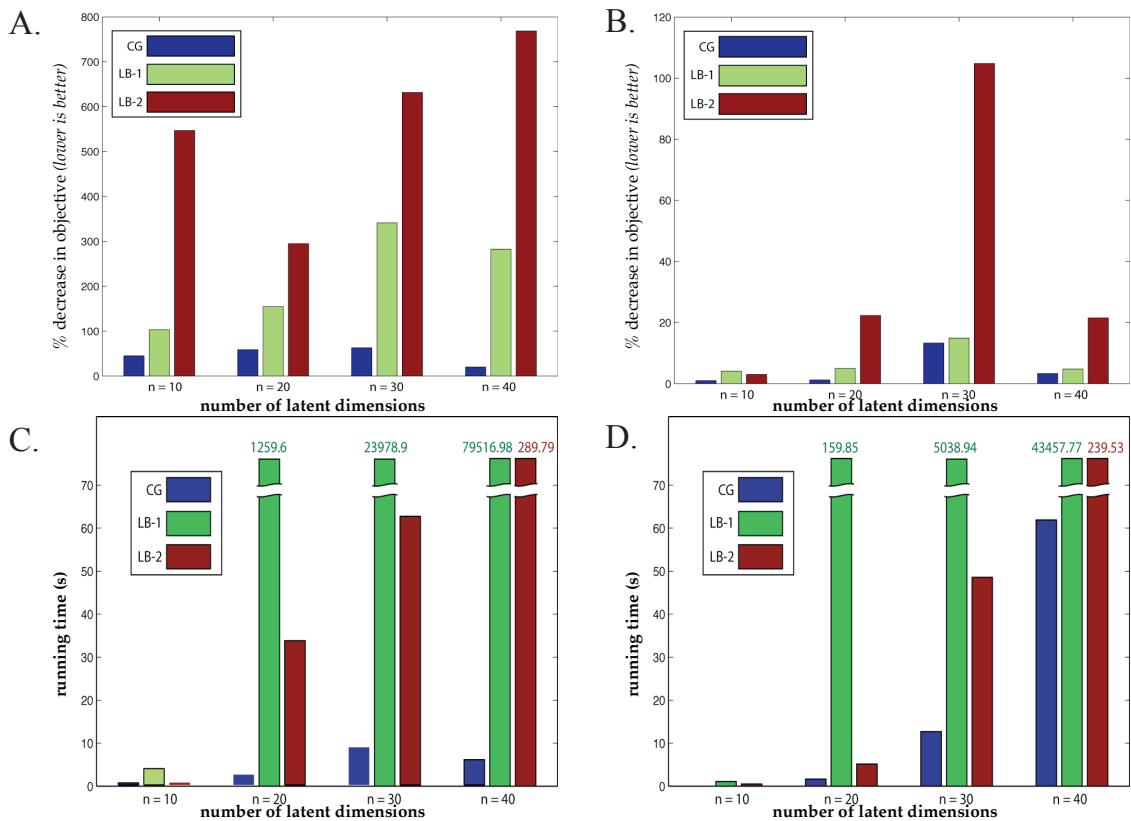 A.
% decrease in objective (lower is better)
800
700
600
500
400
300
200
100
0
CG
LB-1
LB-2
n = 10
n = 20
n = 30
n = 40
number of latent dimensions
B.
% decrease in objective (lower is better)
120
100
80
60
40
20
0
CG
LB-1
LB-2
n = 10
n = 20
n = 30
n = 40
number of latent dimensions
C.
running time (s)
70
60
50
40
30
20
10
0
CG
LB-1
LB-2
1259.6
23978.9
79516.98
289.79
n = 10
n = 20
n = 30
n = 40
number of latent dimensions
D.
running time (s)
70
60
50
40
30
20
10
0
CG
LB-1
LB-2
159.85
5038.94
43457.77
239.53
n = 10
n = 20
n = 30
n = 40
number of latent dimensions